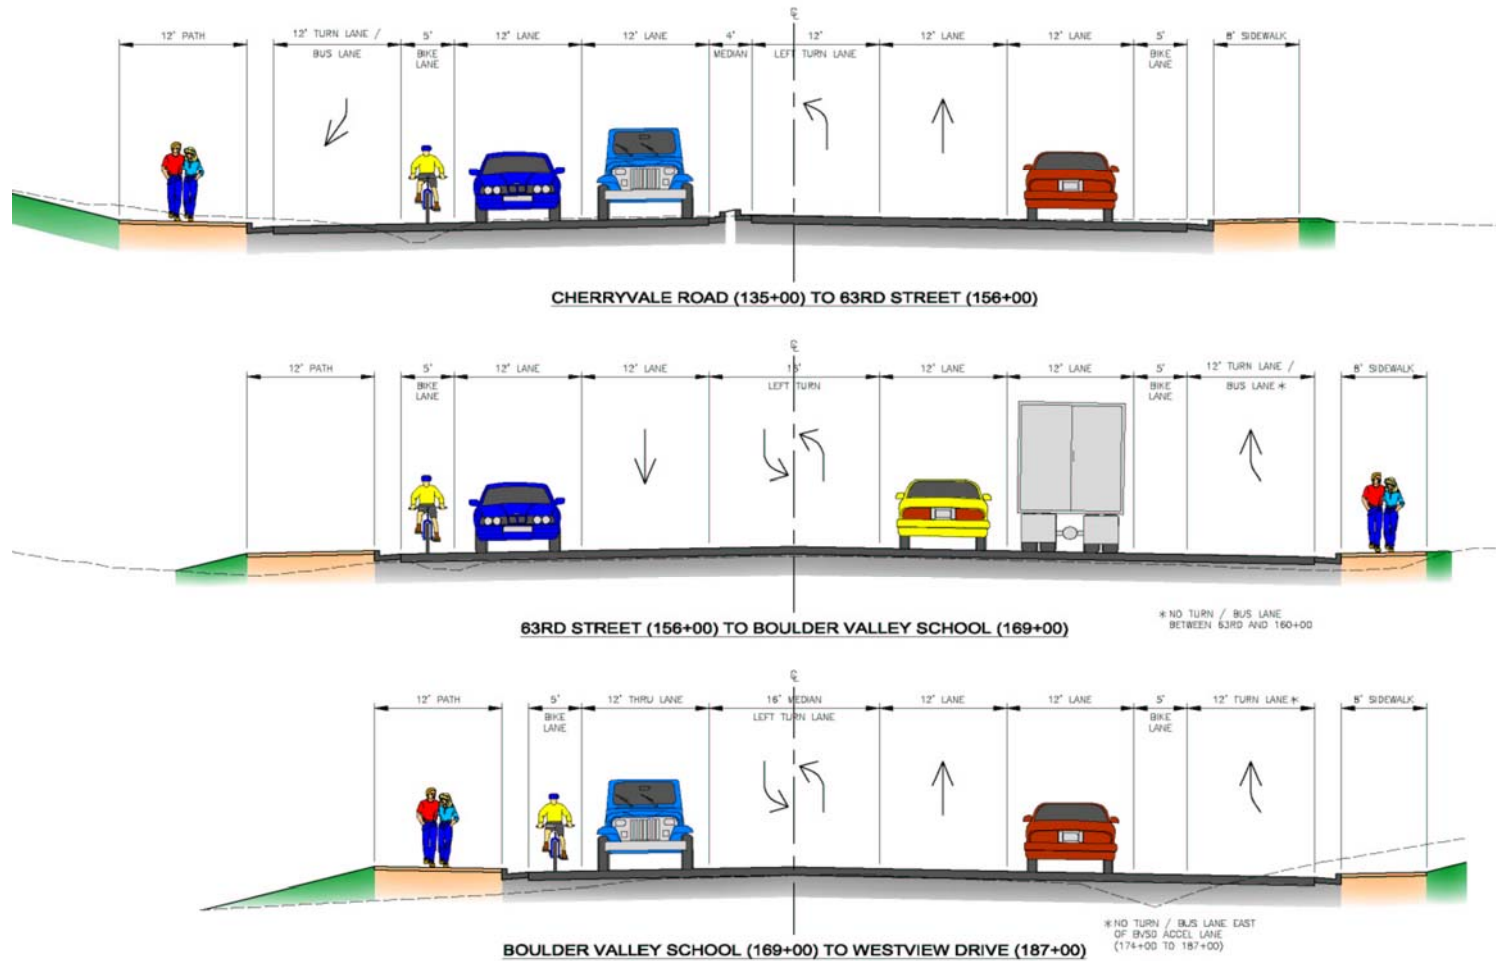 ℄
12' PATH 12' TURN LANE / 5' 12' LANE 12' LANE 4' 12' 12' LANE 12' LANE 5' 8' SIDEWALK
BUS LANE BIKE MEDIAN LEFT TURN LANE BIKE
LANE LANE
CHERRYVALE ROAD (135+00) TO 63RD STREET (156+00)
℄
12' PATH 5' 12' LANE 12' LANE LEFT TURN 12' LANE 12' LANE 5' 12' TURN LANE / 8' SIDEWALK
BIKE BIKE BUS LANE *
LANE LANE
* NO TURN / BUS LANE
BETWEEN 63RD AND 160+00
63RD STREET (156+00) TO BOULDER VALLEY SCHOOL (169+00)
℄
12' PATH 5' 12' THRU LANE 16' MEDIAN 12' LANE 12' LANE 5' 12' TURN LANE * 8' SIDEWALK
BIKE LEFT TURN LANE BIKE
LANE LANE
* NO TURN / BUS LANE EAST
OF BVSD ACCEL LANE
(174+00 TO 187+00)
BOULDER VALLEY SCHOOL (169+00) TO WESTVIEW DRIVE (187+00)